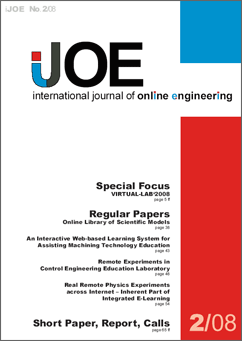 iJOE No.2/08
iJOE
international journal of online engineering
Special Focus
VIRTUAL-LAB'2008
page 5 ff
Regular Papers
Online Library of Scientific Models
page 38
An Interactive Web-based Learning System for
Assisting Machining Technology Education
page 43
Remote Experiments in
Control Engineering Education Laboratory
page 48
Real Remote Physics Experiments
across Internet – Inherent Part of
Integrated E-Learning
page 54
Short Paper, Report, Calls
2/08